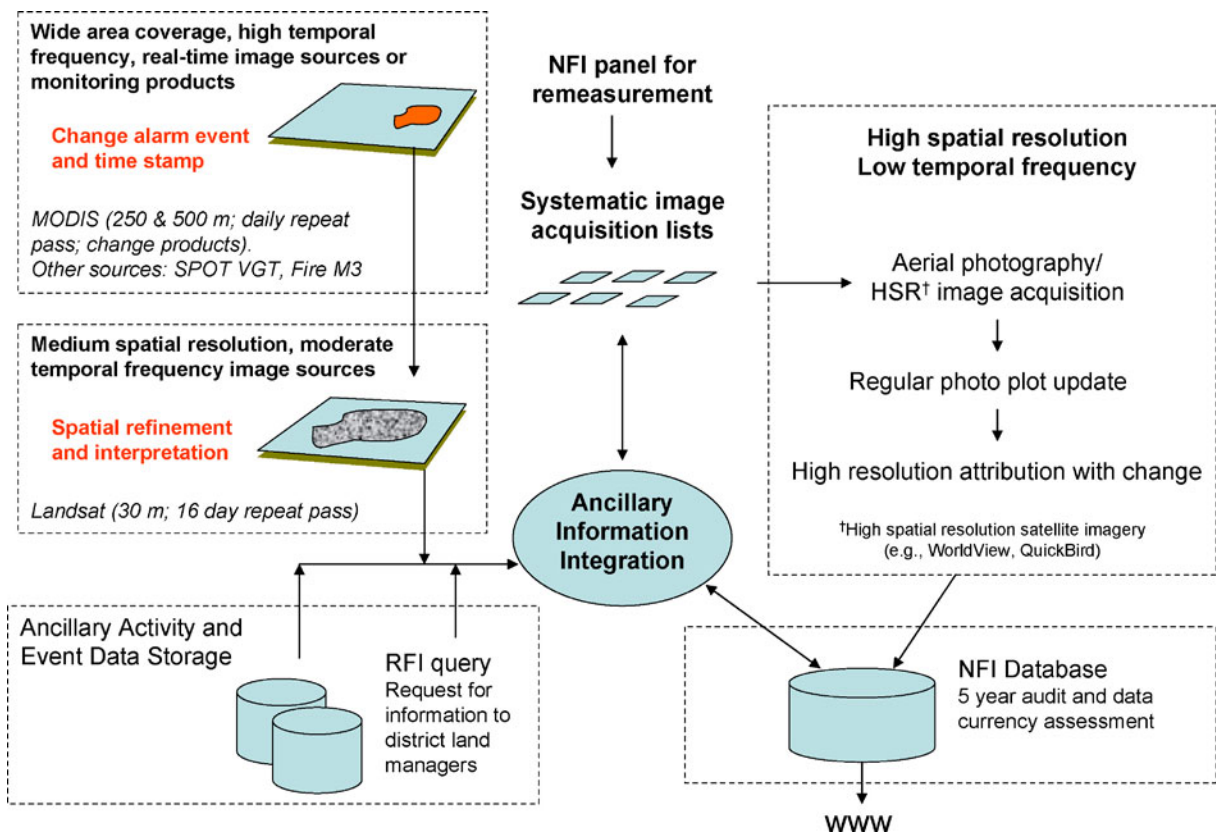 Wide area coverage, high temporal
frequency, real-time image sources or
monitoring products
Change alarm event
and time stamp
MODIS (250 & 500 m; daily repeat
pass; change products).
Other sources: SPOT VGT, Fire M3
Medium spatial resolution, moderate
temporal frequency image sources
Spatial refinement
and interpretation
Landsat (30 m; 16 day repeat pass)
Ancillary Activity and
Event Data Storage
RFI query
Request for
information to
district land
managers
NFI panel for
remeasurement
Systematic image
acquisition lists
Ancillary
Information
Integration
High spatial resolution
Low temporal frequency
Aerial photography/
HSR† image acquisition
Regular photo plot update
High resolution attribution with change
†High spatial resolution satellite imagery
(e.g., WorldView, QuickBird)
NFI Database
5 year audit and data
currency assessment
WWW